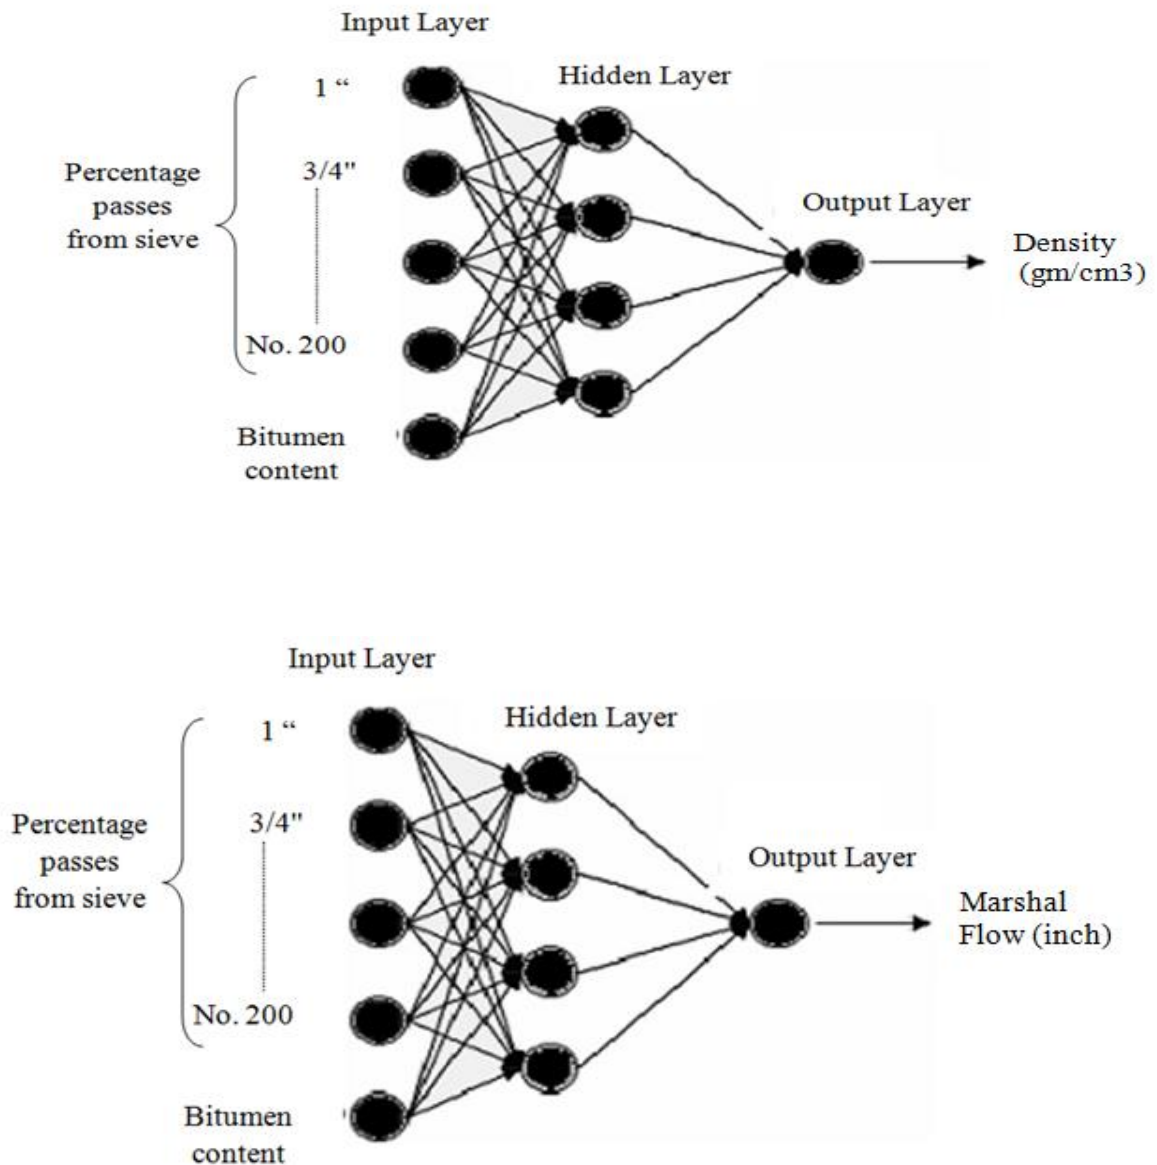 Input Layer
Hidden Layer
1 “
3/4"
Percentage
passes
from sieve
Output Layer
Density
(gm/cm3)
No. 200
Bitumen
content
Input Layer
Hidden Layer
1 “
3/4"
Percentage
passes
from sieve
Output Layer
Marshal
Flow (inch)
No. 200
Bitumen
content